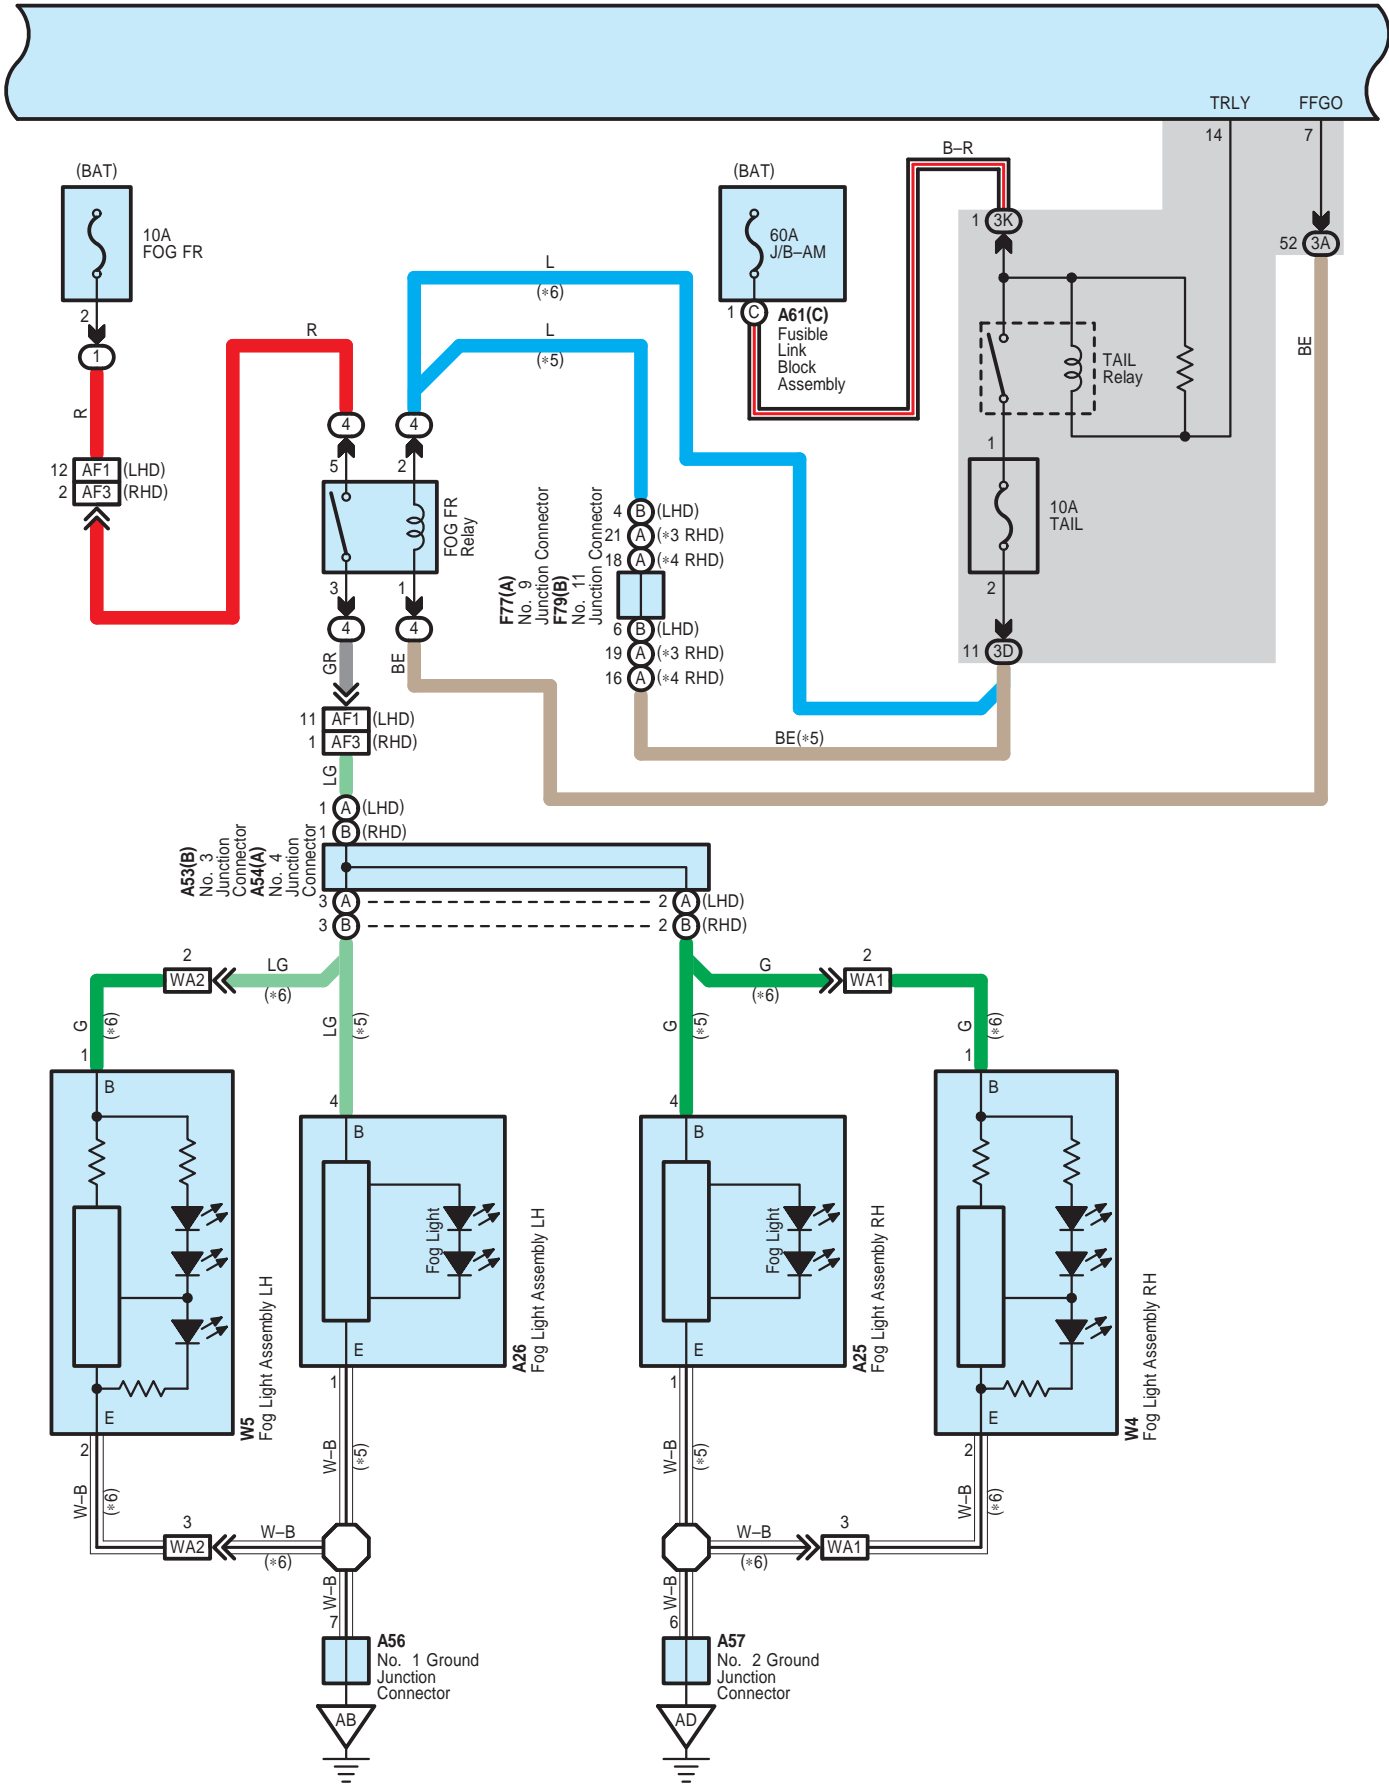 TRLY FFGO
14 7
(BAT)
10A
FOG FR
2
1
R
12 AF1 (LHD)
2 AF3 (RHD)
R
4
4
5
2
FOG FR
Relay
3
1
4
4
GR
BE
11 AF1 (LHD)
1 AF3 (RHD)
LG
L
(*6)
L
(*5)
(BAT)
60A
J/B–AM
1 C A61(C)
Fusible
Link
Block
Assembly
B–R
1 3K
52 3A
BE
TAIL
Relay
1
10A
TAIL
2
11 3D
4 B (LHD)
21 A (*3 RHD)
18 A (*4 RHD)
F77(A)
No. 9
Junction Connector
F79(B)
No. 11
Junction Connector
6 B (LHD)
19 A (*3 RHD)
16 A (*4 RHD)
BE(*5)
1 A (LHD)
1 B (RHD)
A53(B)
No. 3
Junction
Connector
A54(A)
No. 4
Junction
Connector
3 A 2 A (LHD)
3 B 2 B (RHD)
2
WA2
LG
(*6)
G
(*6)
2
WA1
G
(*6)
LG
(*5)
G
(*5)
G
(*6)
1
4
4
1
B
B
B
B
Fog Light
Fog Light
E
E
E
E
W5
Fog Light Assembly LH
A26
Fog Light Assembly LH
A25
Fog Light Assembly RH
W4
Fog Light Assembly RH
2
1
1
2
W–B
(*6)
W–B
(*5)
W–B
(*5)
W–B
(*6)
3
WA2
W–B
(*6)
W–B
(*6)
3
WA1
W–B
W–B
7
6
A56
No. 1 Ground
Junction
Connector
A57
No. 2 Ground
Junction
Connector
AB
AD